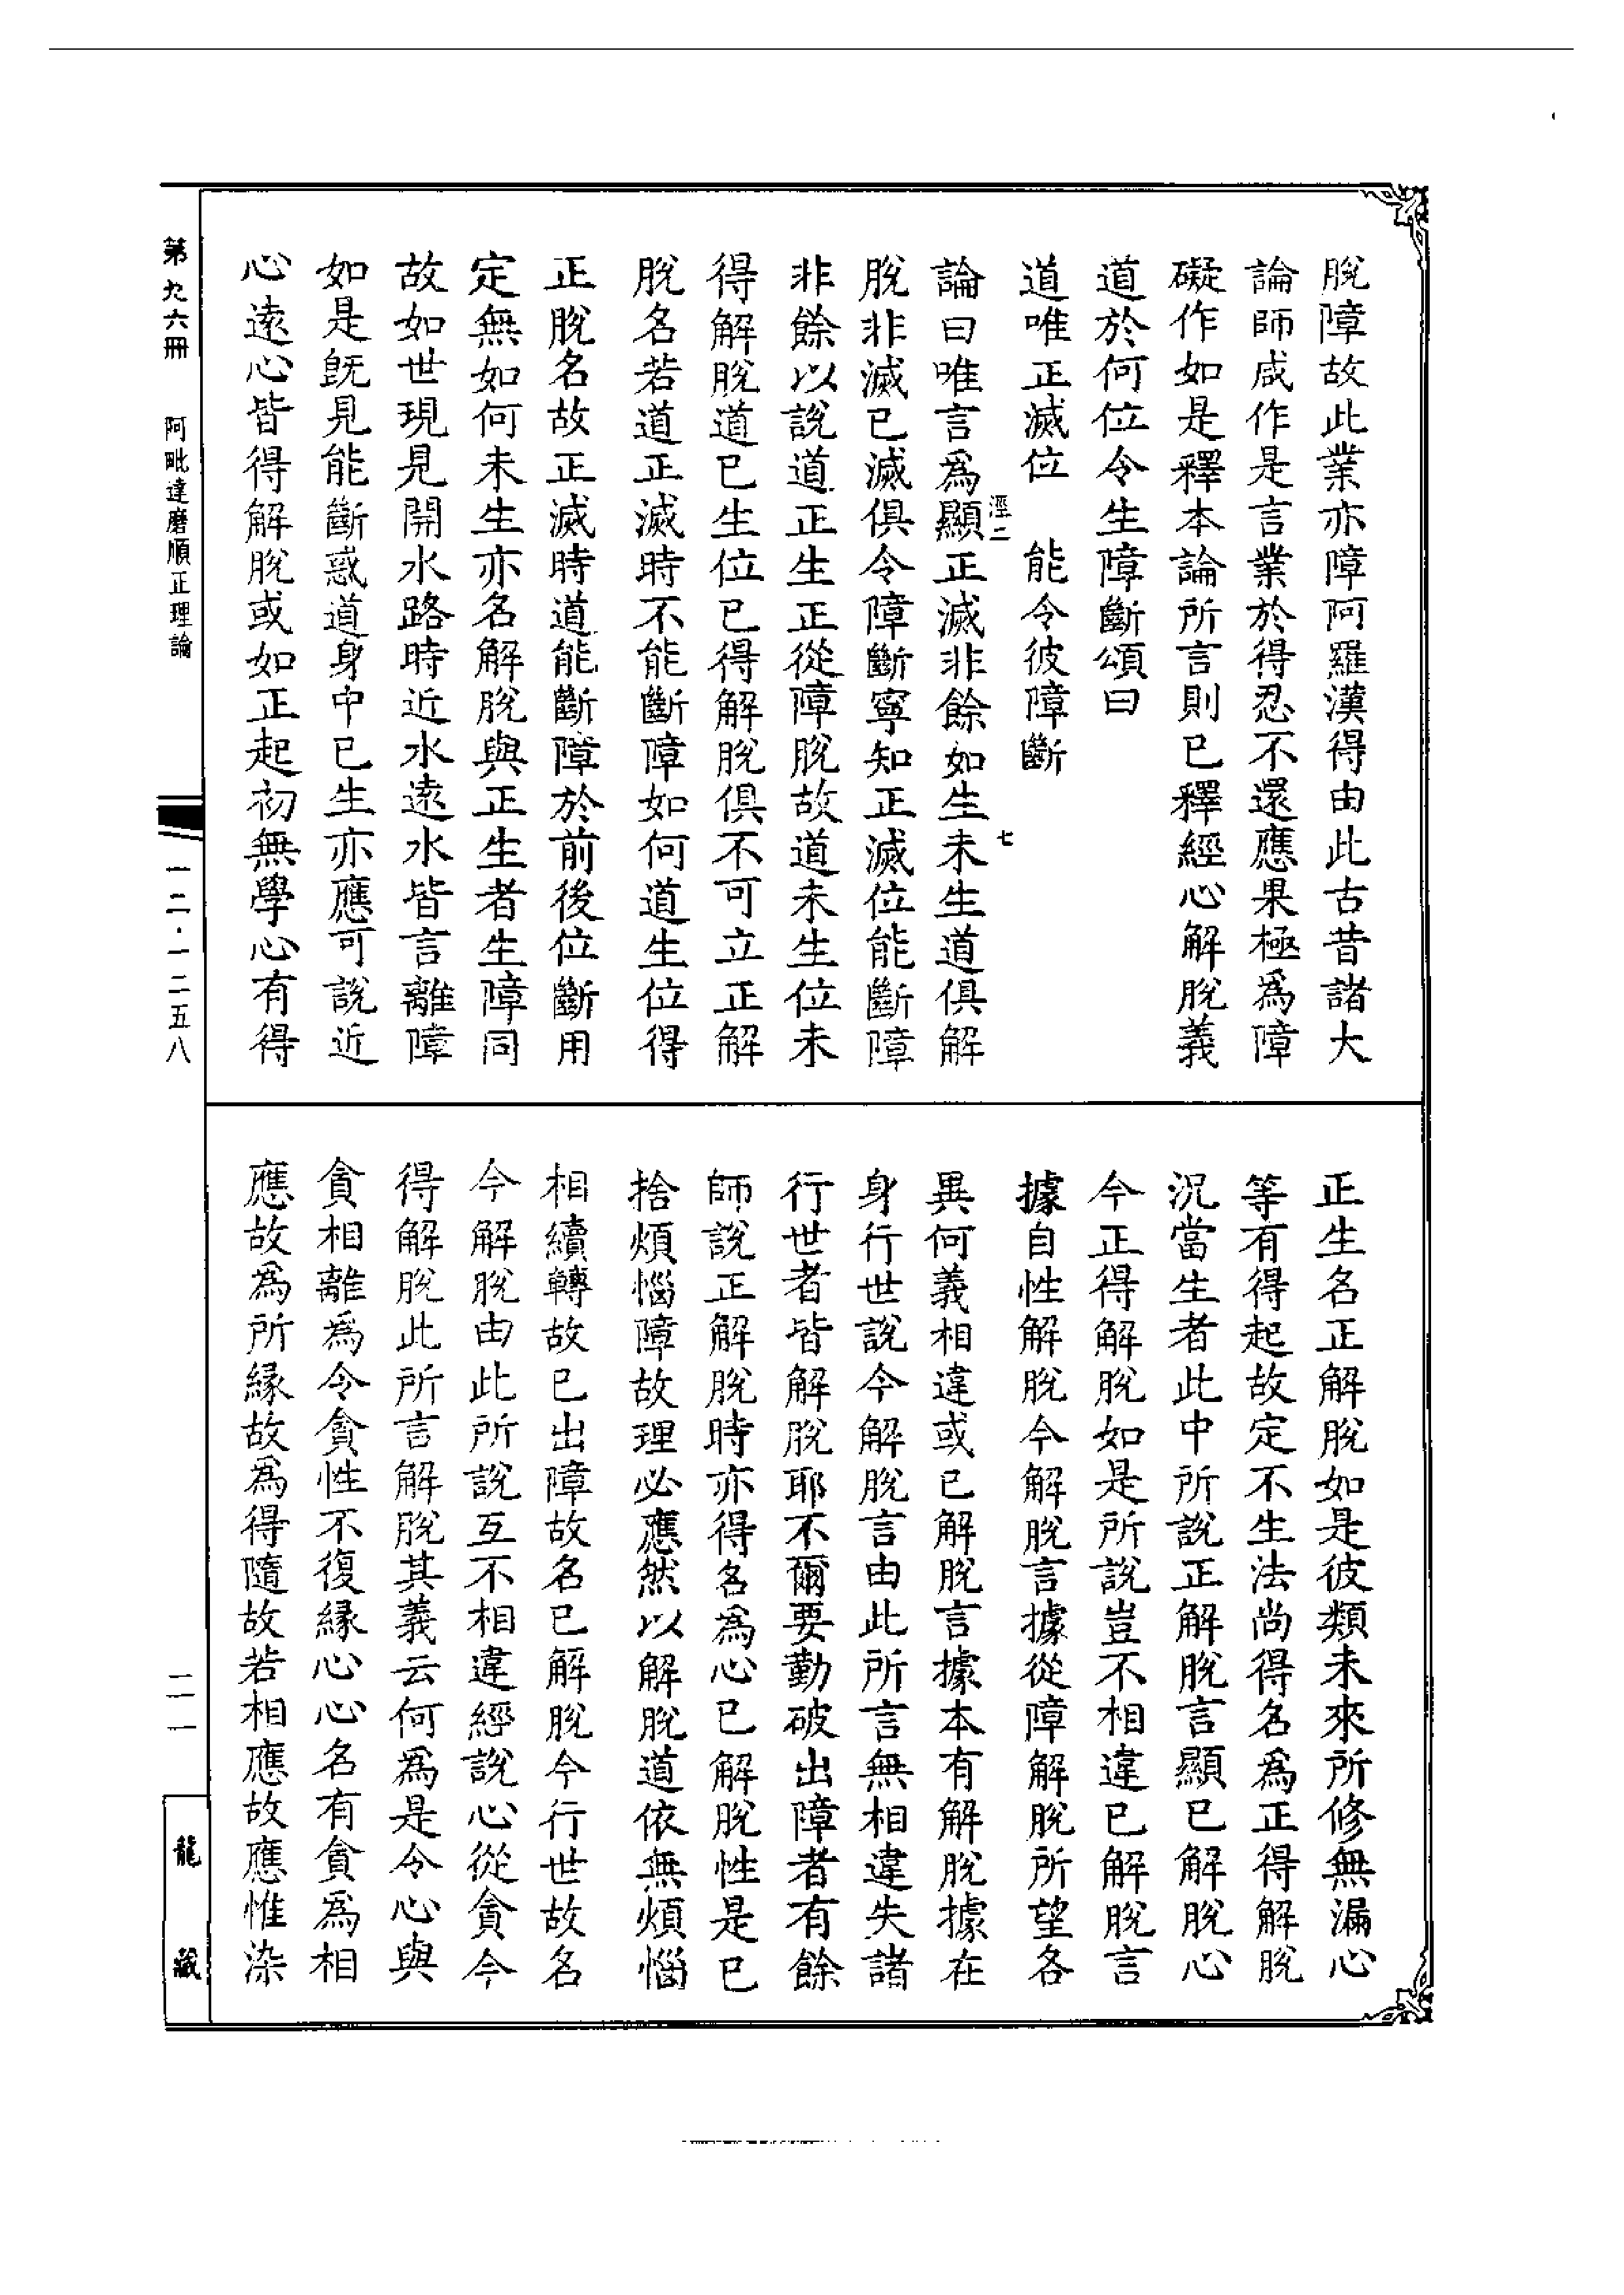 脫障故此業亦障阿羅漢得由此古昔諸大
論師咸作是言業於得忍不還應果極爲障
礙作如是釋本論所言則已釋經心解脫義
道於何位令生障斷頌曰
道唯正滅位　能令彼障斷
論曰唯言爲顯正滅非餘如生未生道俱解
脫非滅已滅俱令障斷寧知正滅位能斷障
非餘以說道正生正從障脫故道未生位未
得解脫道已生位已得解脫俱不可立正解
脫名若道正滅時不能斷障如何道生位得
正脫名故正滅時道能斷障於前後位斷用
定無如何未生亦名解脫與正生者生障同
故如世現見開水路時近水遠水皆言離障
如是既見能斷惑道身中已生亦應可說近
心遠心皆得解脫或如正起初無學心有得
澀二
七
正生名正解脫如是彼類未來所修無漏心
等有得起故定不生法尚得名爲正得解脫
況當生者此中所說正解脫言顯已解脫心
今正得解脫如是所說豈不相違已解脫言
據自性解脫今解脫言據從障解脫所望各
異何義相違或已解脫言據本有解脫據在
身行世說今解脫言由此所言無相違失諸
行世者皆解脫耶不爾要勤破出障者有餘
師說正解脫時亦得名爲心已解脫性是已
捨煩惱障故理必應然以解脫道依無煩惱
相續轉故已出障故名已解脫今行世故名
今解脫由此所說互不相違經說心從貪今
得解脫此所言解脫其義云何爲是令心與
貪相離爲令貪性不復緣心心名有貪爲相
應故爲所緣故爲得隨故若相應故應惟染
第九六冊　阿毗達磨順正理論
一二·一二五八
二一一
龍藏